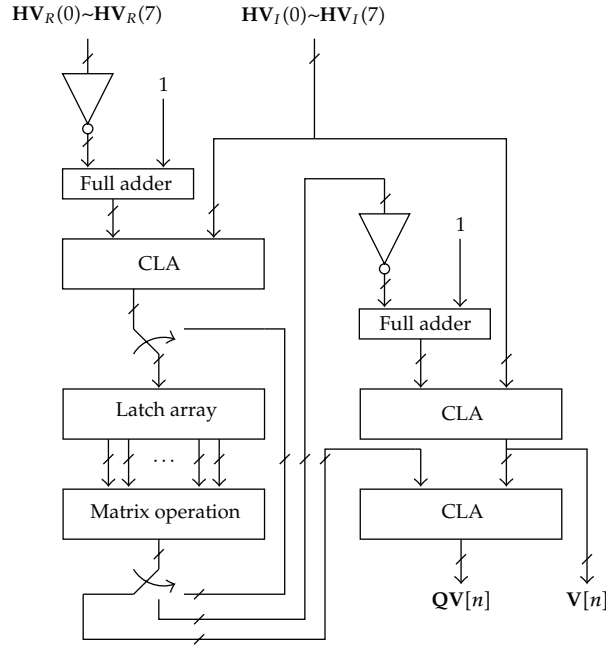 HV_R(0)~HV_R(7)
HV_I(0)~HV_I(7)
1
Full adder
CLA
1
Full adder
Latch array
CLA
...
Matrix operation
CLA
QV[n]
V[n]